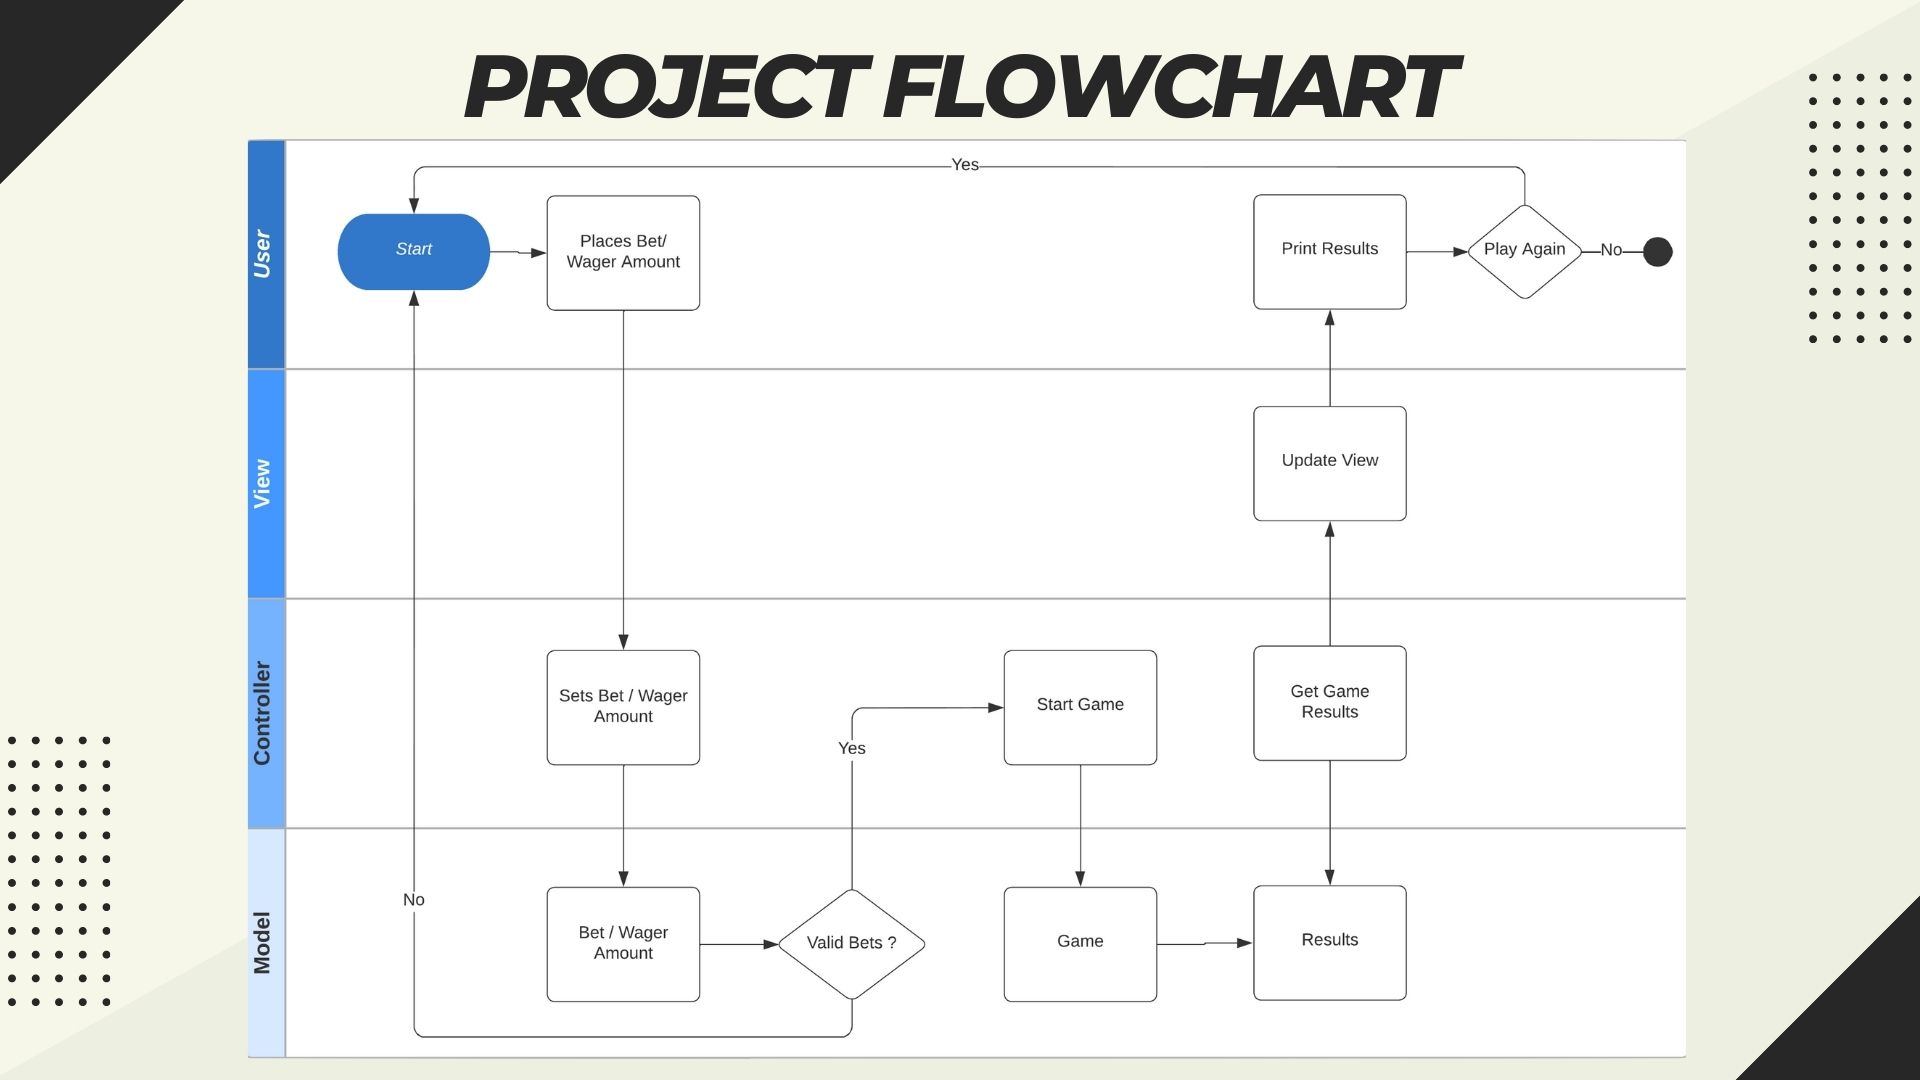 PROJECT FLOWCHART
User
Yes
Start
Places Bet/
Wager Amount
Print Results
Play Again
No
View
Update View
Controller
Sets Bet / Wager
Amount
Yes
Start Game
Get Game
Results
Model
No
Bet / Wager
Amount
Valid Bets ?
Game
Results